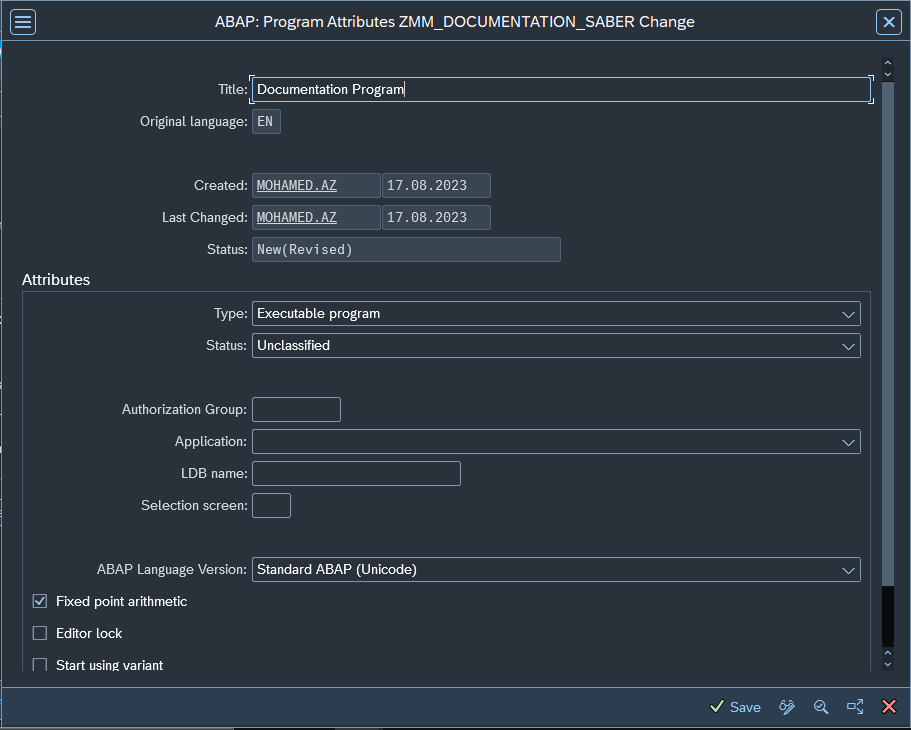 ABAP: Program Attributes ZMM_DOCUMENTATION_SABER Change
Title: Documentation Program
Original language: EN
Created: MOHAMED.AZ 17.08.2023
Last Changed: MOHAMED.AZ 17.08.2023
Status: New(Revised)
Attributes
Type: Executable program
Status: Unclassified
Authorization Group:
Application:
LDB name:
Selection screen:
ABAP Language Version: Standard ABAP (Unicode)
Fixed point arithmetic
Editor lock
Start using variant
Save